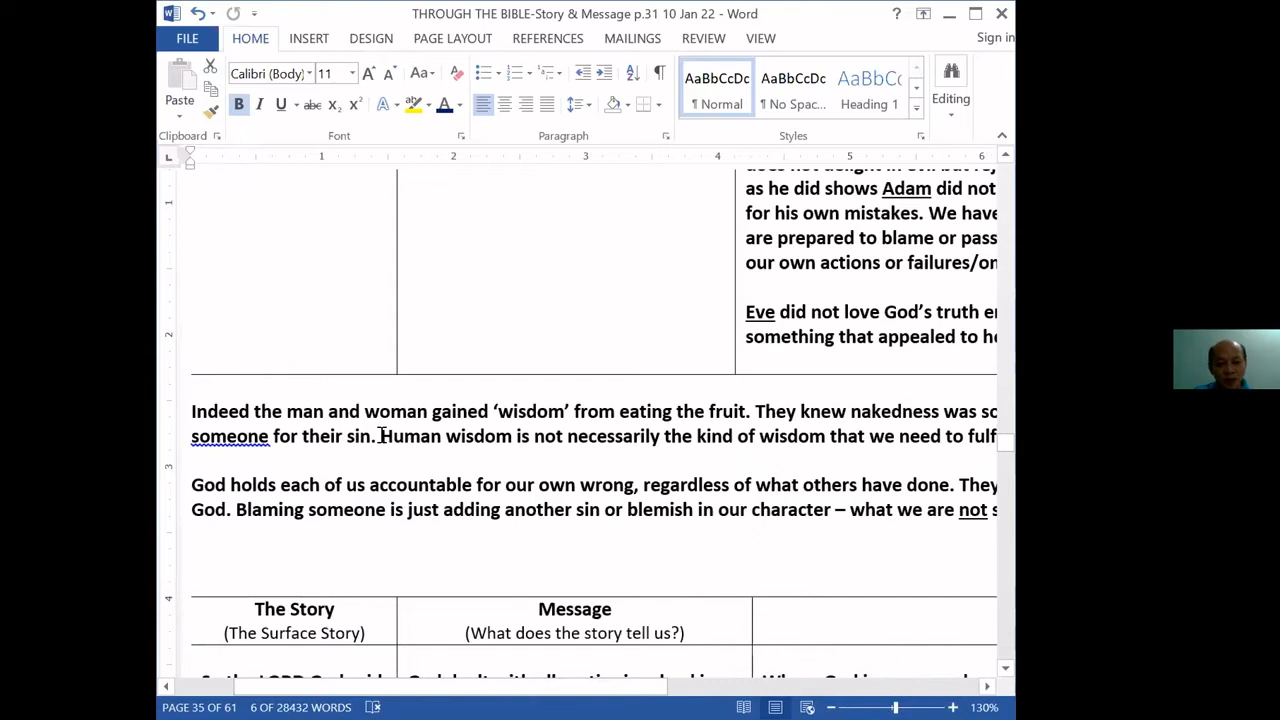 THROUGH THE BIBLE-Story & Message p.31 10 Jan 22 - Word
FILE HOME INSERT DESIGN PAGE LAYOUT REFERENCES MAILINGS REVIEW VIEW Sign in
Calibri (Body) 11
Paste
Clipboard Font Paragraph Styles
AaBbCcDc AaBbCcDc AaBbCc
¶ Normal ¶ No Spac... Heading 1
Editing
1 2 3 4 5 6
as he did shows Adam did not
for his own mistakes. We have
are prepared to blame or pass
our own actions or failures/
Eve did not love God's truth
something that appealed to
Indeed the man and woman gained ‘wisdom’ from eating the fruit. They knew nakedness was
someone for their sin. Human wisdom is not necessarily the kind of wisdom that we need to
God holds each of us accountable for our own wrong, regardless of what others have done. They
God. Blaming someone is just adding another sin or blemish in our character – what we are not
The Story Message
(The Surface Story) (What does the story tell us?)
PAGE 35 OF 61 6 OF 28432 WORDS 130%